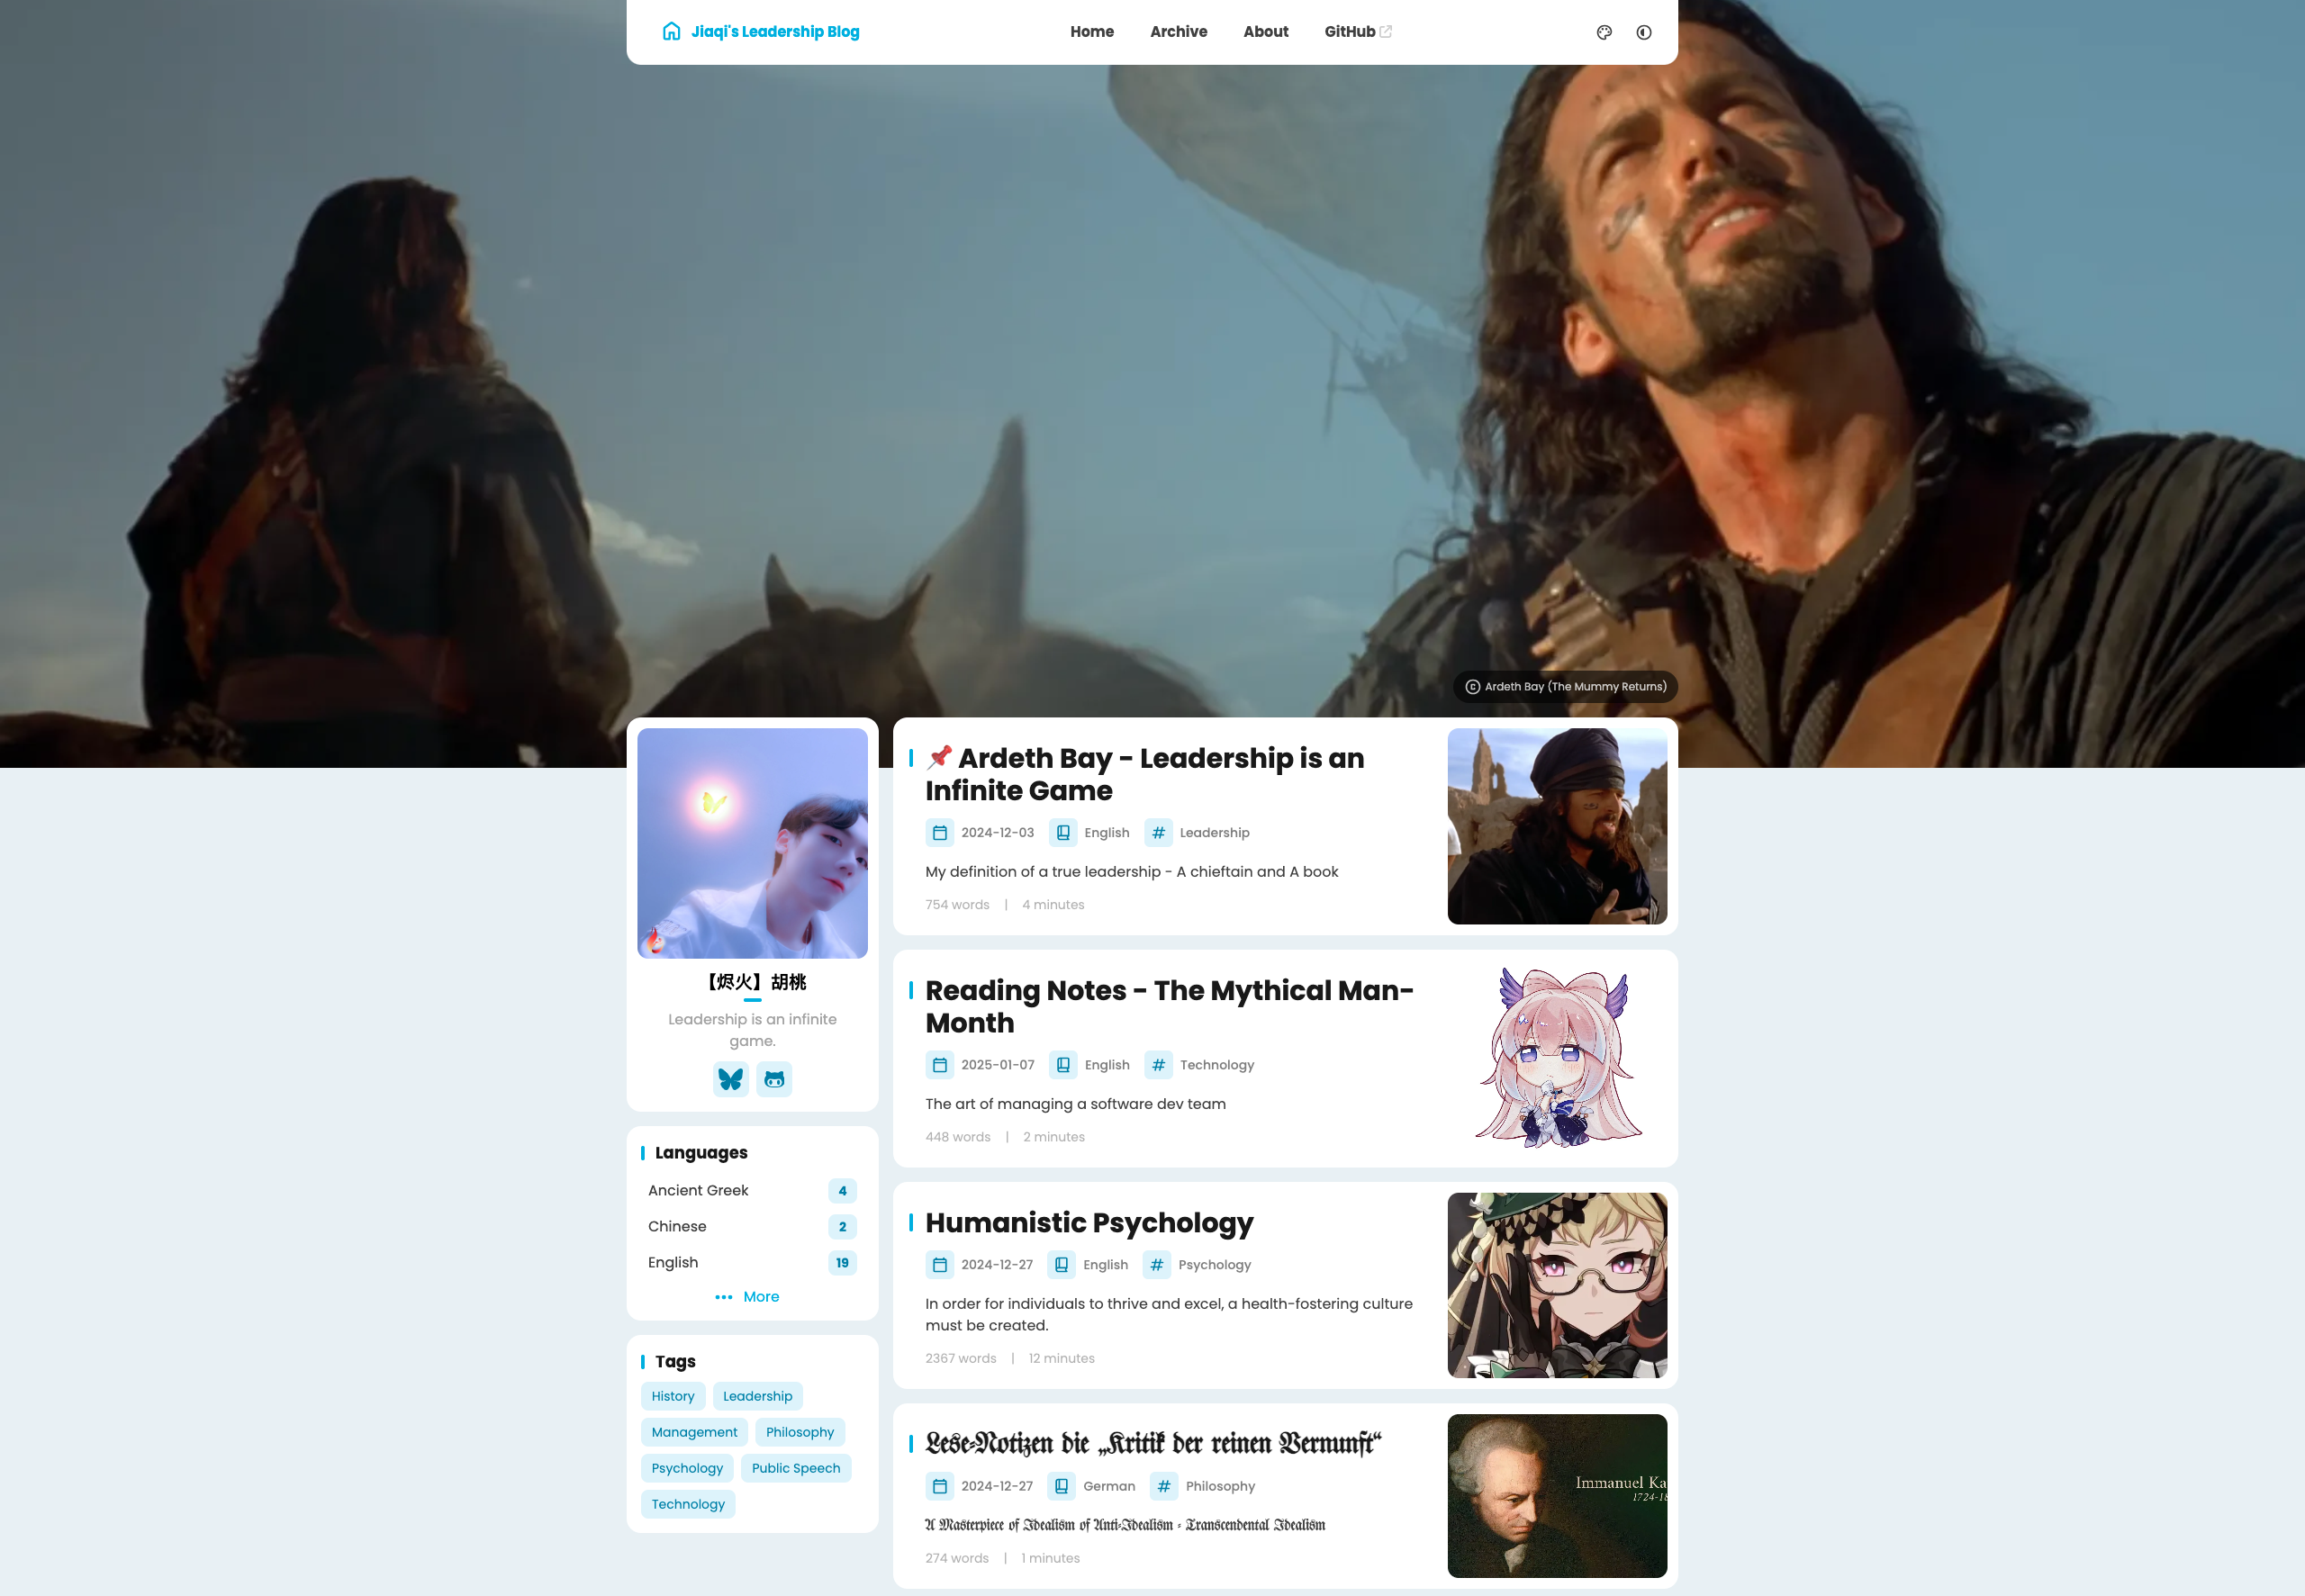 Jiaqi's Leadership Blog
Home
Archive
About
GitHub
Ardeth Bay (The Mummy Returns)
【烬火】胡桃
Leadership is an infinite
game.
Languages
Ancient Greek 4
Chinese 2
English 19
More
Tags
History Leadership
Management Philosophy
Psychology Public Speech
Technology
Ardeth Bay - Leadership is an
Infinite Game
2024-12-03 English # Leadership
My definition of a true leadership - A chieftain and A book
754 words | 4 minutes
Reading Notes - The Mythical Man-
Month
2025-01-07 English # Technology
The art of managing a software dev team
448 words | 2 minutes
Humanistic Psychology
2024-12-27 English # Psychology
In order for individuals to thrive and excel, a health-fostering culture
must be created.
2367 words | 12 minutes
Lese-Notizen die „Kritik der reinen Vernunft“
2024-12-27 German # Philosophy
A Masterpiece of Idealism of Anti-Idealism - Transcendental Idealism
274 words | 1 minutes
Immanuel Ka
1724-18